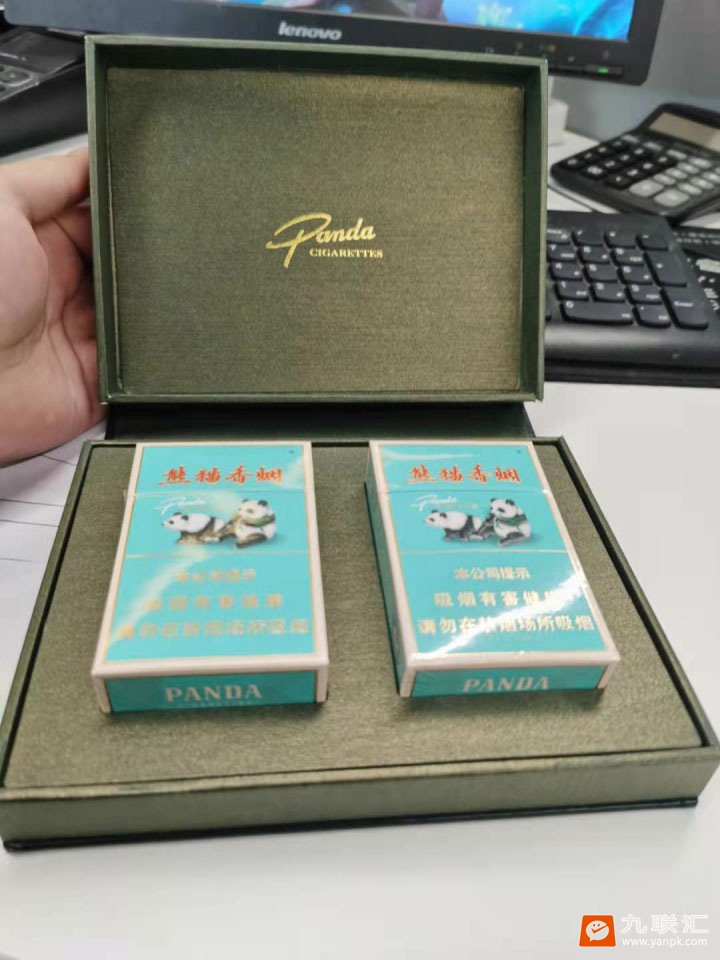 lenovo
Panda
CIGARETTES
熊猫香烟
Panda
本公司提示
吸烟有害健康
请勿在禁烟场所吸烟
PANDA
熊猫香烟
Panda
本公司提示
吸烟有害健康
请勿在禁烟场所吸烟
PANDA
九联汇
www.yanpk.com